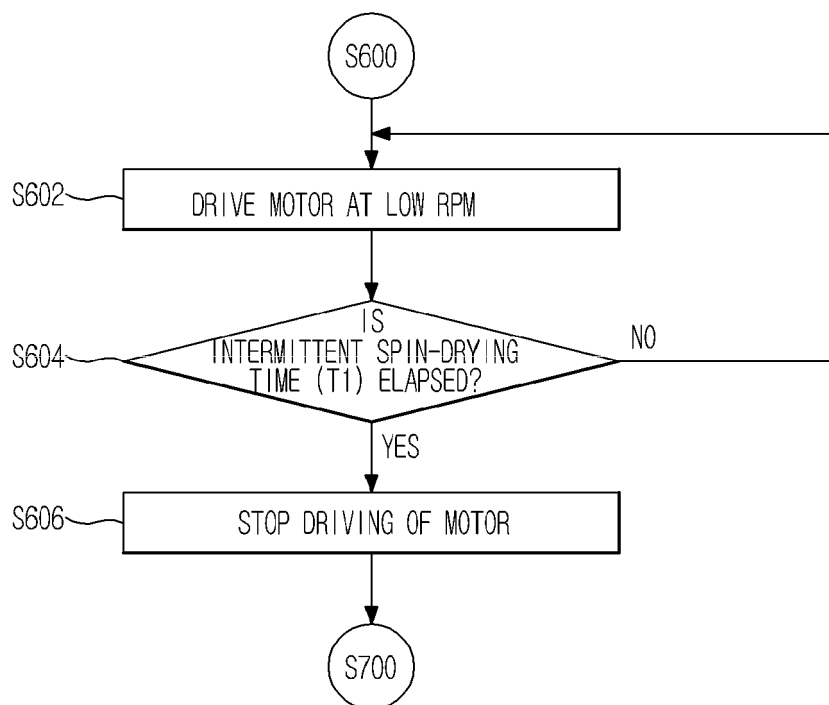 S600
S602
DRIVE MOTOR AT LOW RPM
IS
INTERMITTENT SPIN-DRYING
TIME (T1) ELAPSED?
S604
NO
YES
S606
STOP DRIVING OF MOTOR
S700